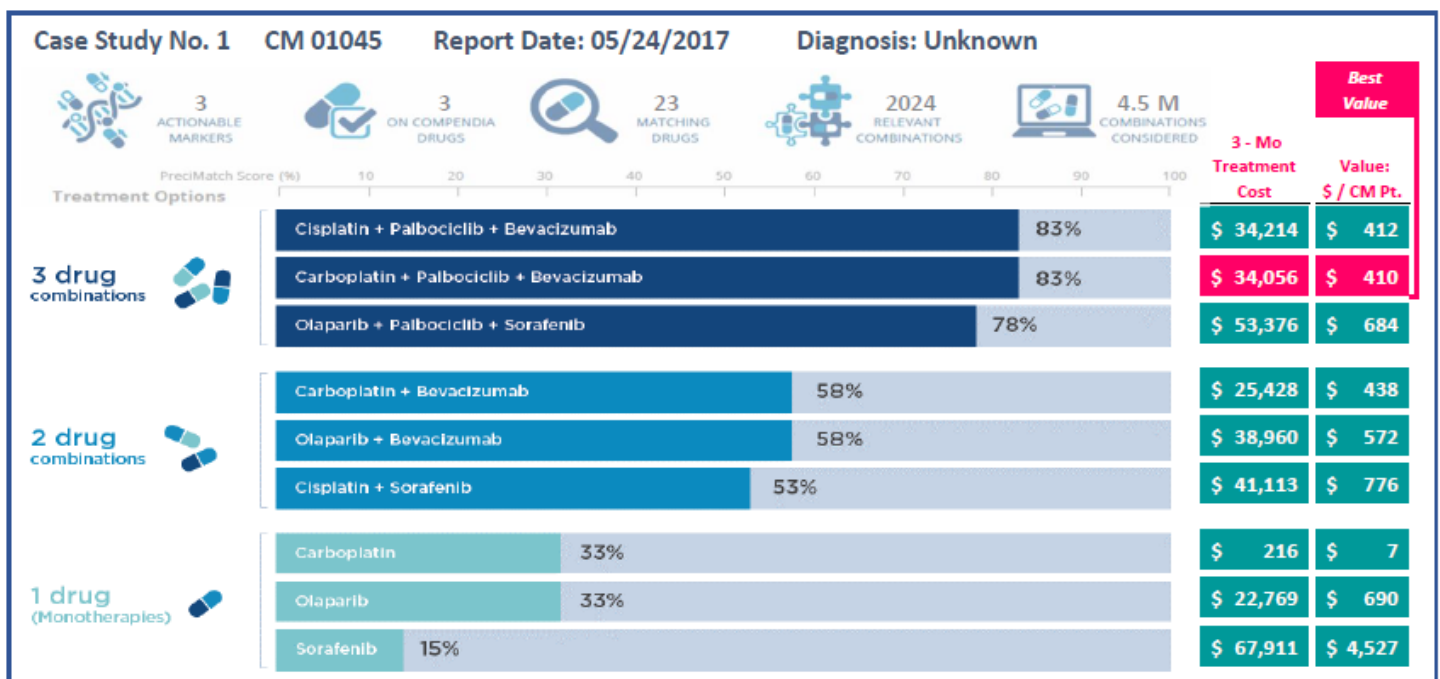 Case Study No. 1 CM 01045 Report Date: 05/24/2017 Diagnosis: Unknown
Best
Value
3
ACTIONABLE
MARKERS
3
ON COMPENDIA
DRUGS
23
MATCHING
DRUGS
2024
RELEVANT
COMBINATIONS
4.5 M
COMBINATIONS
CONSIDERED
3 - Mo
Treatment
Cost
Value:
$ / CM Pt.
PreciMatch Score (%) 10 20 30 40 50 60 70 80 90 100
Treatment Options
3 drug
combinations
Cisplatin + Palbociclib + Bevacizumab 83% $ 34,214 $ 412
Carboplatin + Palbociclib + Bevacizumab 83% $ 34,056 $ 410
Olaparib + Palbociclib + Sorafenib 78% $ 53,376 $ 684
2 drug
combinations
Carboplatin + Bevacizumab 58% $ 25,428 $ 438
Olaparib + Bevacizumab 58% $ 38,960 $ 572
Cisplatin + Sorafenib 53% $ 41,113 $ 776
1 drug
(Monotherapies)
Carboplatin 33% $ 216 $ 7
Olaparib 33% $ 22,769 $ 690
Sorafenib 15% $ 67,911 $ 4,527